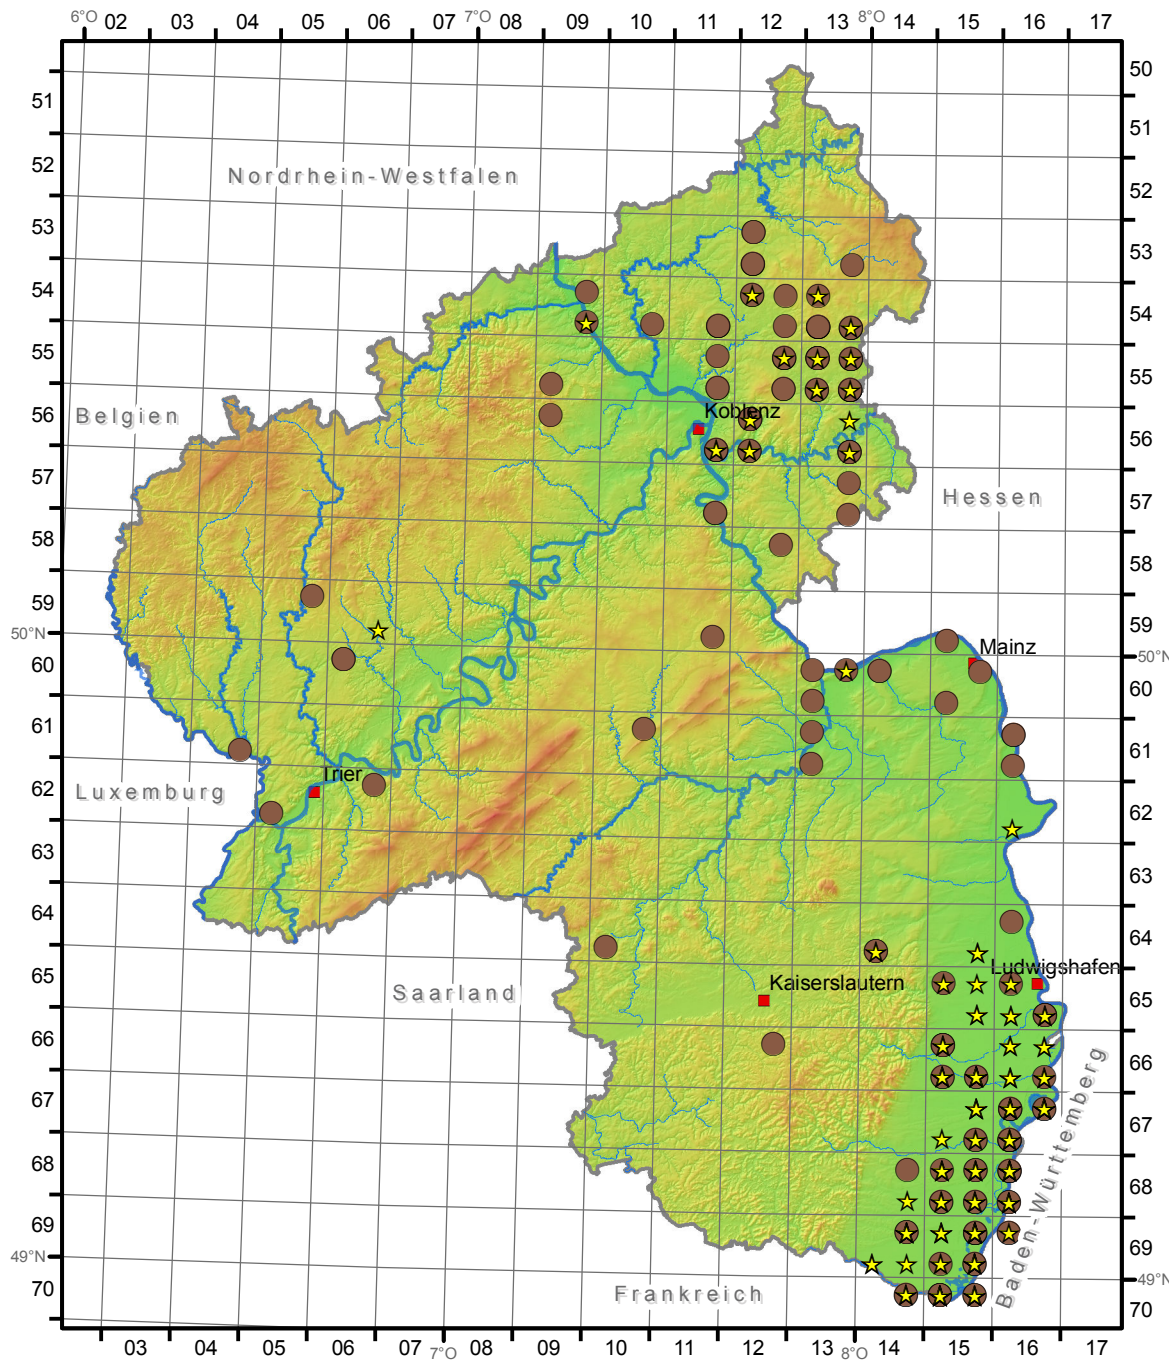 6°O 02 03 04 05 06 07 7°O 08 09 10 11 12 13 8°O 14 15 16 17
50
51 51
52 52
Nordrhein-Westfalen
53 53
54 54
55 55
Belgien 56 Koblenz 56
57 Hessen 57
58 58
59 59
50°N 60 Mainz 50°N 60
61 61
Luxemburg 62 Trier 62
63 63
64 64
65 Saarland Kaiserslautern Ludwigshafen 65
66 66
67 67
68 68
69 Baden-Württemberg 69
49°N 49°N
70 Frankreich 70
03 04 05 06 07 7°O 08 09 10 11 12 13 8°O 14 15 16 17